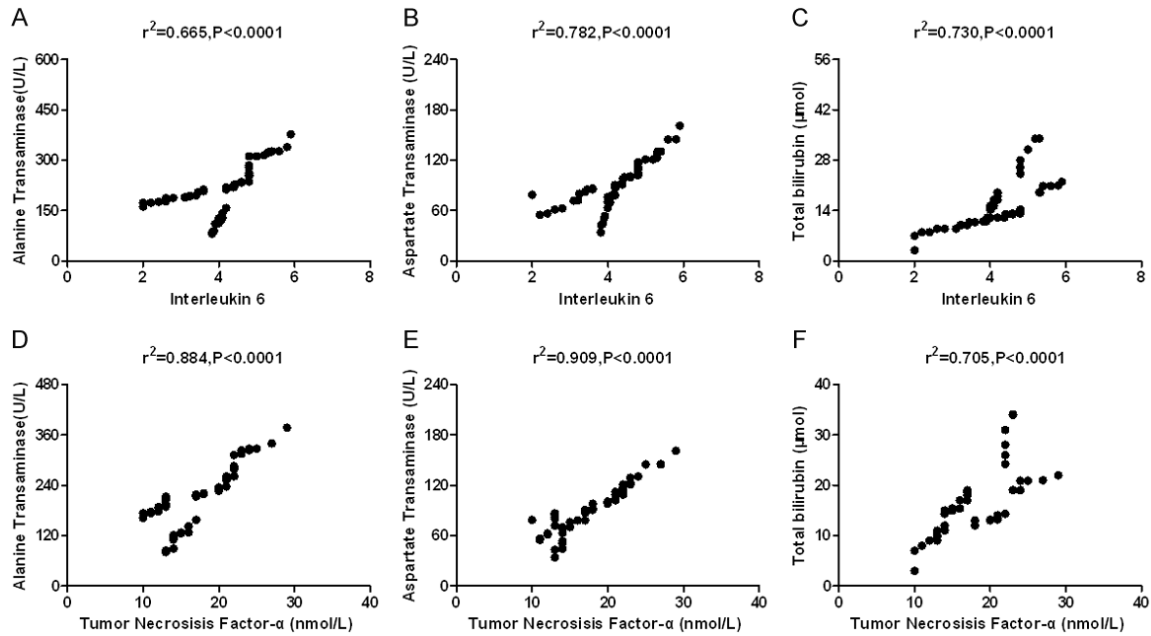 A
r²=0.665,P<0.0001
Alanine Transaminase(U/L)
600
450
300
150
0
0 2 4 6 8
Interleukin 6
B
r²=0.782,P<0.0001
Aspartate Transaminase (U/L)
240
180
120
60
0
0 2 4 6 8
Interleukin 6
C
r²=0.730,P<0.0001
Total bilirubin (μmol)
56
42
28
14
0
0 2 4 6 8
Interleukin 6
D
r²=0.884,P<0.0001
Alanine Transaminase(U/L)
480
360
240
120
0
0 10 20 30 40
Tumor Necrosisis Factor-α (nmol/L)
E
r²=0.909,P<0.0001
Aspartate Transaminase (U/L)
240
180
120
60
0
0 10 20 30 40
Tumor Necrosisis Factor-α (nmol/L)
F
r²=0.705,P<0.0001
Total bilirubin (μmol)
40
30
20
10
0
0 10 20 30 40
Tumor Necrosisis Factor-α (nmol/L)